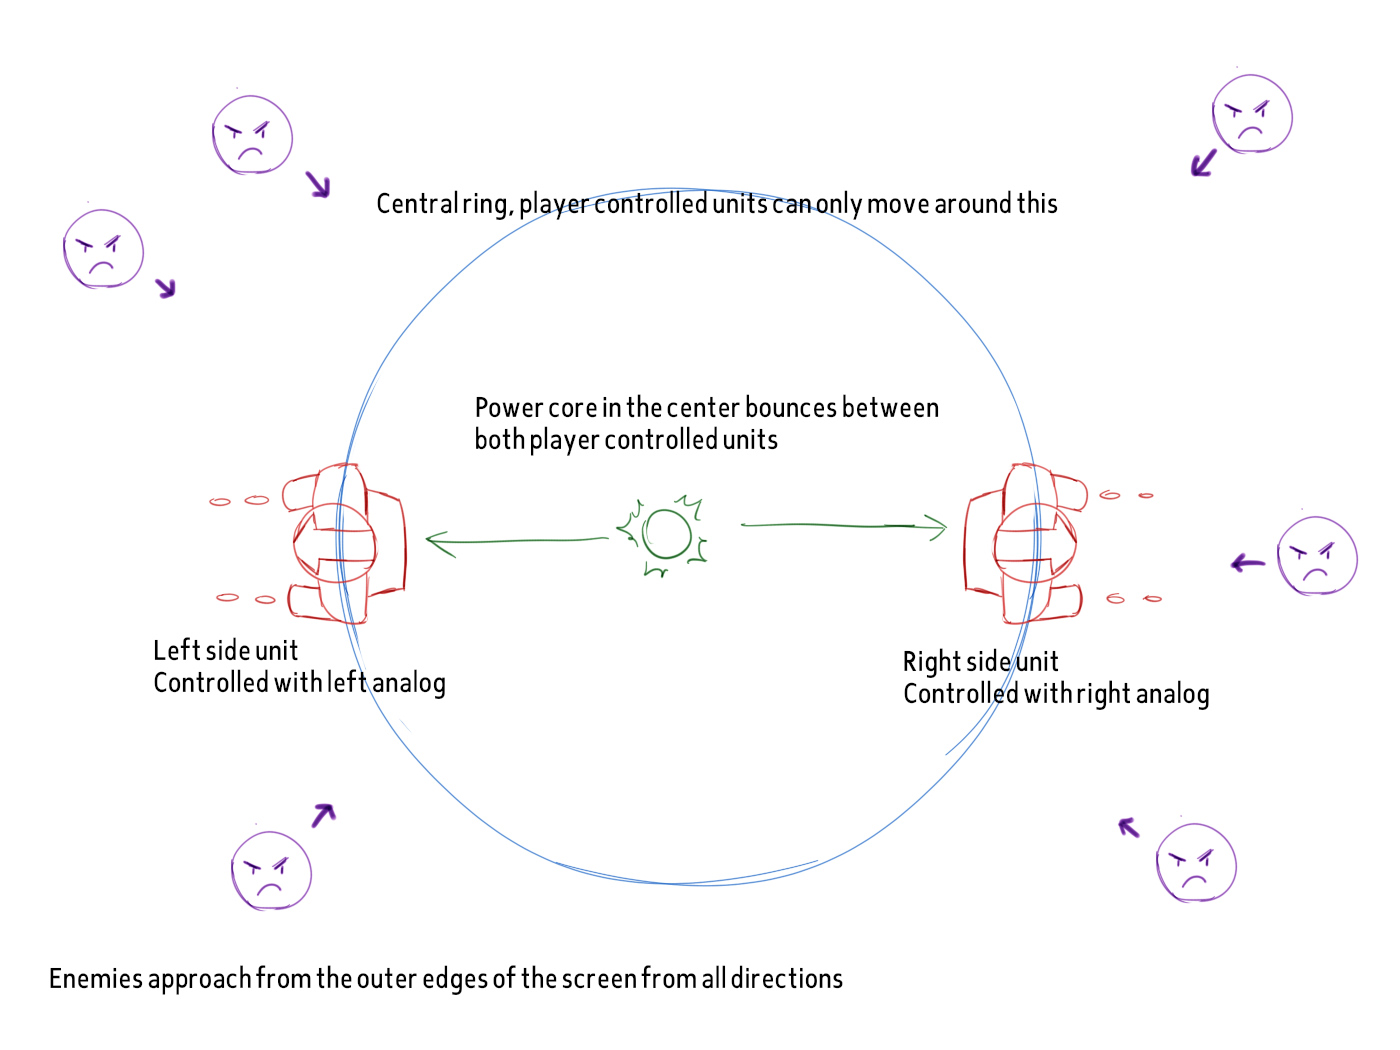 Central ring, player controlled units can only move around this
Power core in the center bounces between
both player controlled units
Left side unit
Controlled with left analog
Right side unit
Controlled with right analog
Enemies approach from the outer edges of the screen from all directions